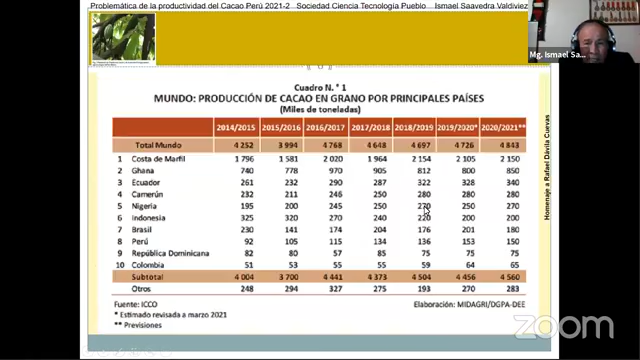 Problemática de la productividad del Cacao Perú 2021-2 Sociedad Ciencia Tecnología Pueblo Ismael Saavedra Valdiviez
Mg. Ismael Sa...
Cuadro N.° 1
MUNDO: PRODUCCIÓN DE CACAO EN GRANO POR PRINCIPALES PAÍSES
(Miles de toneladas)
2014/2015 2015/2016 2016/2017 2017/2018 2018/2019 2019/2020* 2020/2021**
Total Mundo 4 252 3 994 4 768 4 648 4 697 4 726 4 843
1 Costa de Marfil 1 796 1 581 2 020 1 964 2 154 2 105 2 150
2 Ghana 740 778 970 905 812 800 850
3 Ecuador 261 232 290 287 322 328 340
4 Camerún 232 211 246 250 280 280 280
5 Nigeria 195 200 245 250 270 250 270
6 Indonesia 325 320 270 240 220 200 200
7 Brasil 230 141 174 204 176 201 180
8 Perú 92 105 115 134 136 153 150
9 República Dominicana 82 80 57 85 75 75 75
10 Colombia 51 53 55 55 59 64 65
Subtotal 4 004 3 700 4 441 4 373 4 504 4 456 4 560
Otros 248 294 327 275 193 270 283
Fuente: ICCO Elaboración: MIDAGRI/DGPA-DEE
* Estimado revisada a marzo 2021
** Previsiones
Homenaje a Rafael Dávila Cuevas
zoom